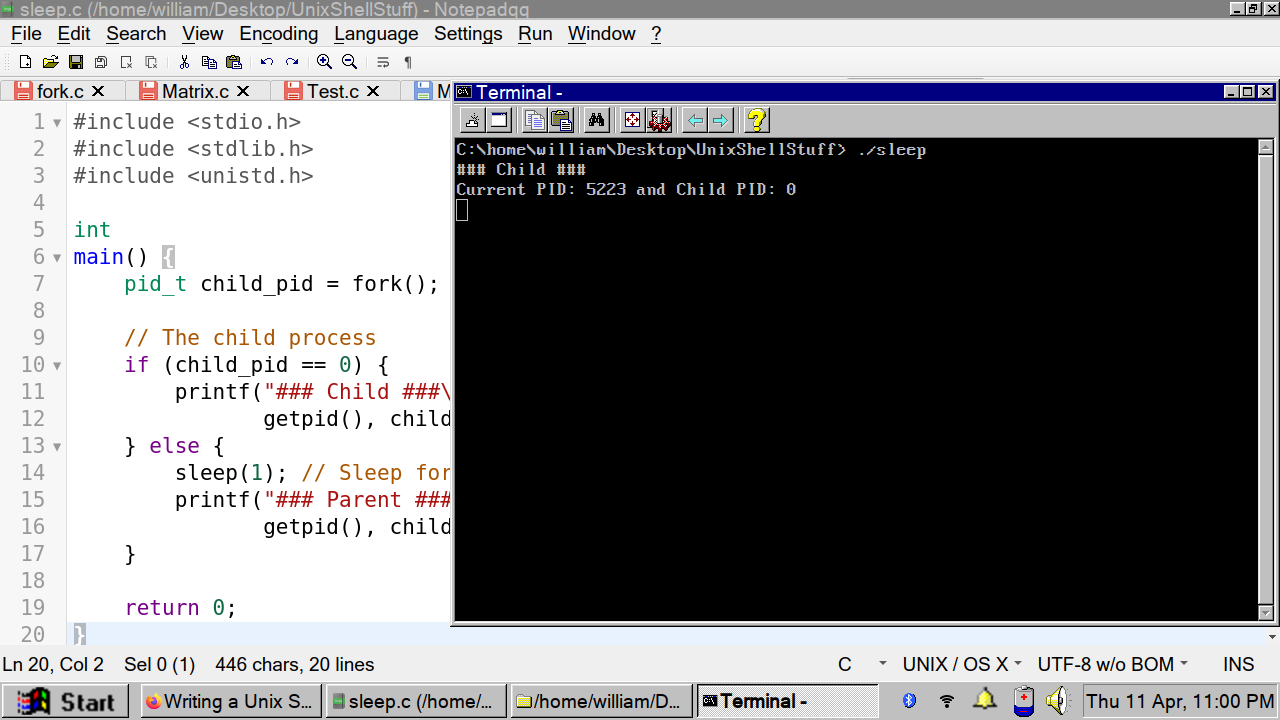 sleep.c (/home/william/Desktop/UnixShellStuff) - Notepadqq
File Edit Search View Encoding Language Settings Run Window ?
fork.c
Matrix.c
Test.c
M
1 #include <stdio.h>
2 #include <stdlib.h>
3 #include <unistd.h>
4
5 int
6 main() {
7 pid_t child_pid = fork();
8
9 // The child process
10 if (child_pid == 0) {
11 printf("### Child ###\
12 getpid(), child
13 } else {
14 sleep(1); // Sleep for
15 printf("### Parent ###
16 getpid(), child
17 }
18
19 return 0;
20 }
Terminal -
C:\home\william\Desktop\UnixShellStuff> ./sleep
### Child ###
Current PID: 5223 and Child PID: 0
Ln 20, Col 2 Sel 0 (1) 446 chars, 20 lines C UNIX / OS X UTF-8 w/o BOM INS
Start Writing a Unix S... sleep.c (/home/... /home/william/D... Terminal - Thu 11 Apr, 11:00 PM